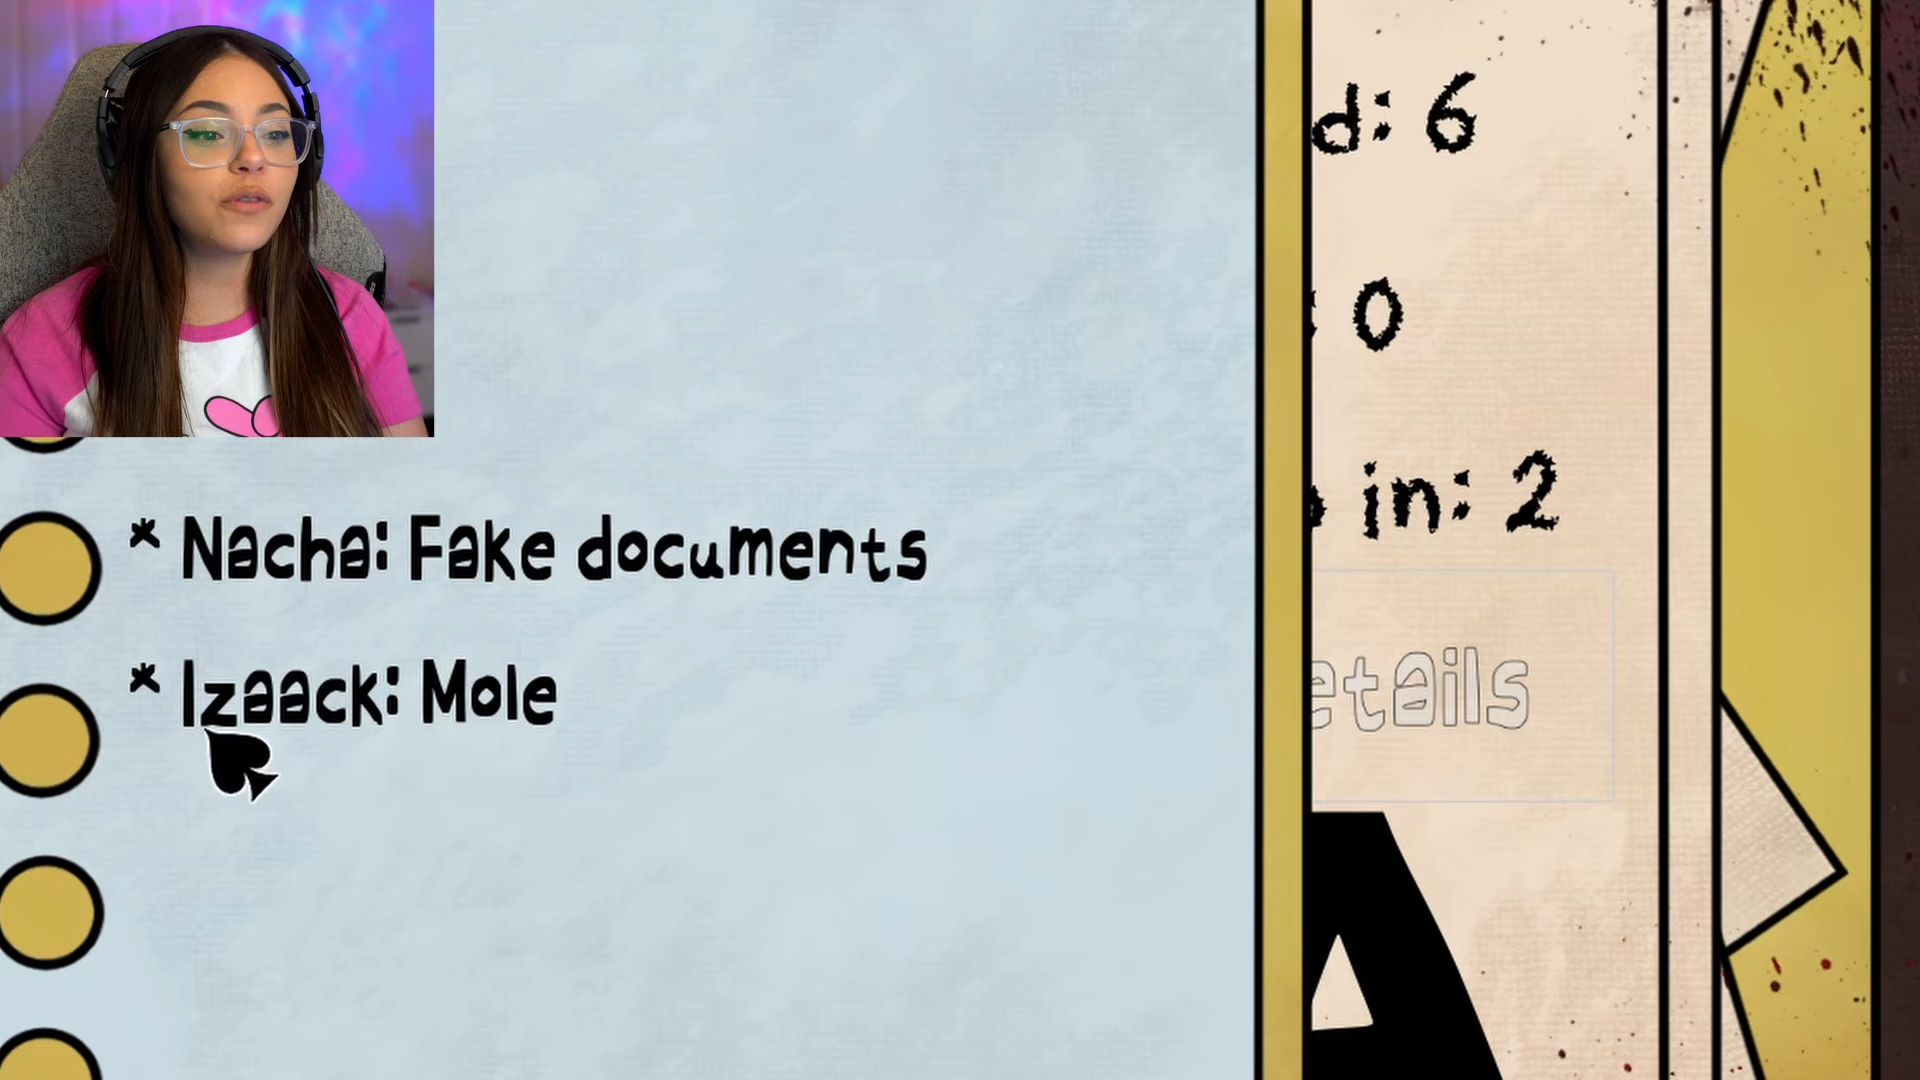 d: 6
: 0
in: 2
* Nacha: Fake documents
* Izaack: Mole
etails
A